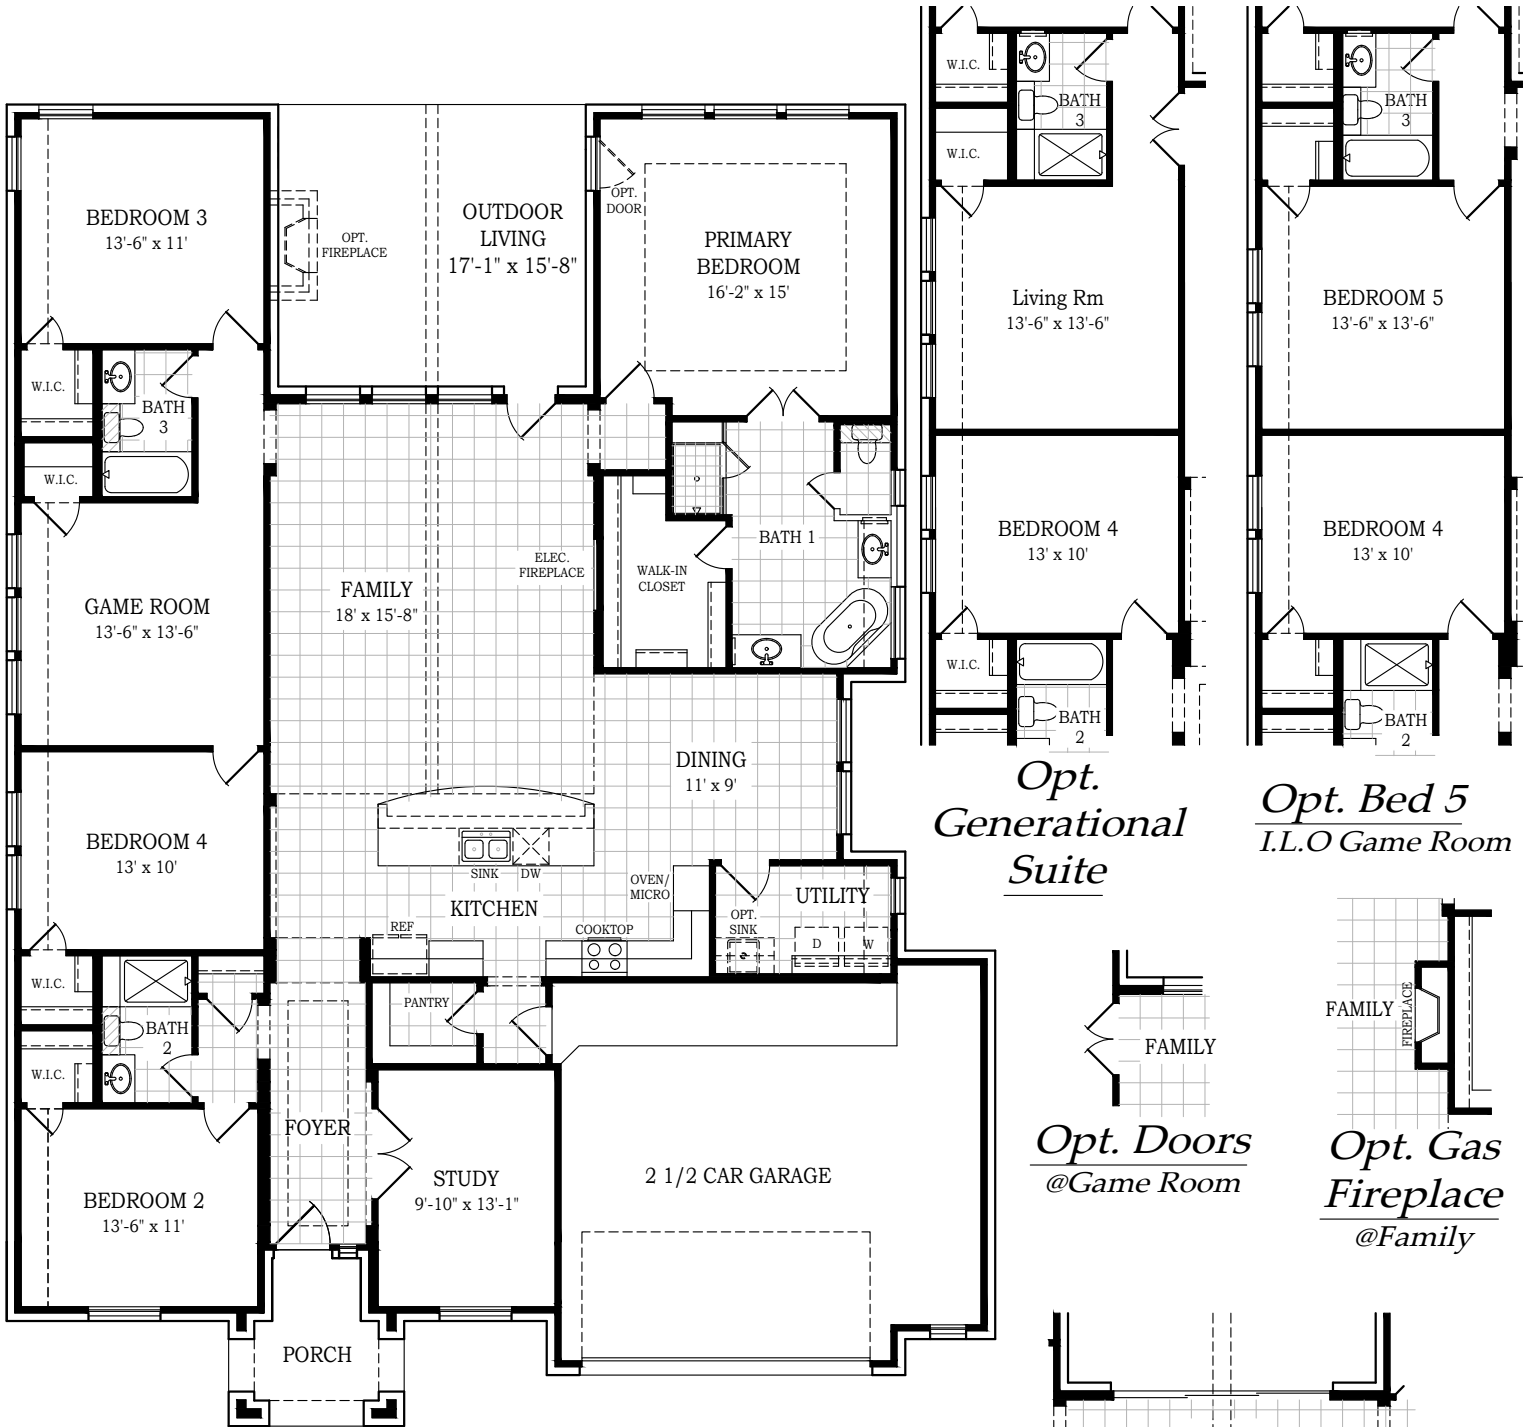 BEDROOM 3
13'-6" x 11'
OPT.
FIREPLACE
OUTDOOR
LIVING
17'-1" x 15'-8"
OPT.
DOOR
PRIMARY
BEDROOM
16'-2" x 15'
W.I.C.
BATH
3
W.I.C.
GAME ROOM
13'-6" x 13'-6"
FAMILY
18' x 15'-8"
ELEC.
FIREPLACE
WALK-IN
CLOSET
BATH 1
DINING
11' x 9'
BEDROOM 4
13' x 10'
SINK
DW
KITCHEN
OVEN/
MICRO
REF
COOKTOP
UTILITY
OPT.
SINK
D
W
W.I.C.
PANTRY
BATH
2
W.I.C.
FOYER
STUDY
9'-10" x 13'-1"
2 1/2 CAR GARAGE
BEDROOM 2
13'-6" x 11'
PORCH
W.I.C.
BATH
3
W.I.C.
Living Rm
13'-6" x 13'-6"
BEDROOM 4
13' x 10'
W.I.C.
BATH
2
Opt.
Generational
Suite
BATH
3
BEDROOM 5
13'-6" x 13'-6"
BEDROOM 4
13' x 10'
BATH
2
Opt. Bed 5
I.L.O Game Room
FAMILY
Opt. Doors
@Game Room
FAMILY
FIREPLACE
Opt. Gas
Fireplace
@Family